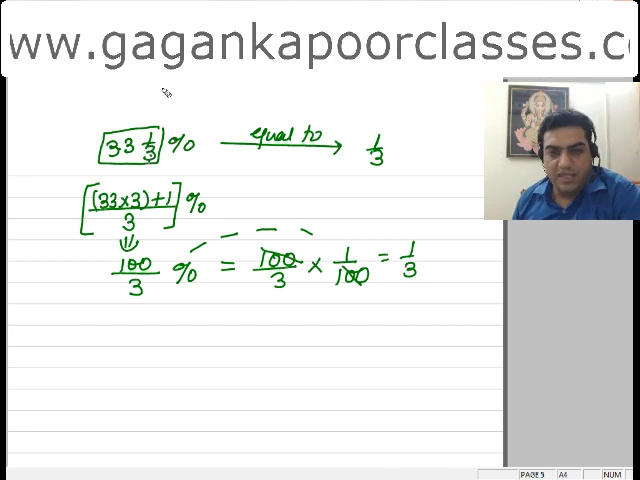 ww.gagankapoorclasses.co
33 1/3 % equal to 1/3
[(33×3)+1 / 3] %
100/3 % = 100/3 × 1/100 = 1/3
PAGE 5 A4 NUM